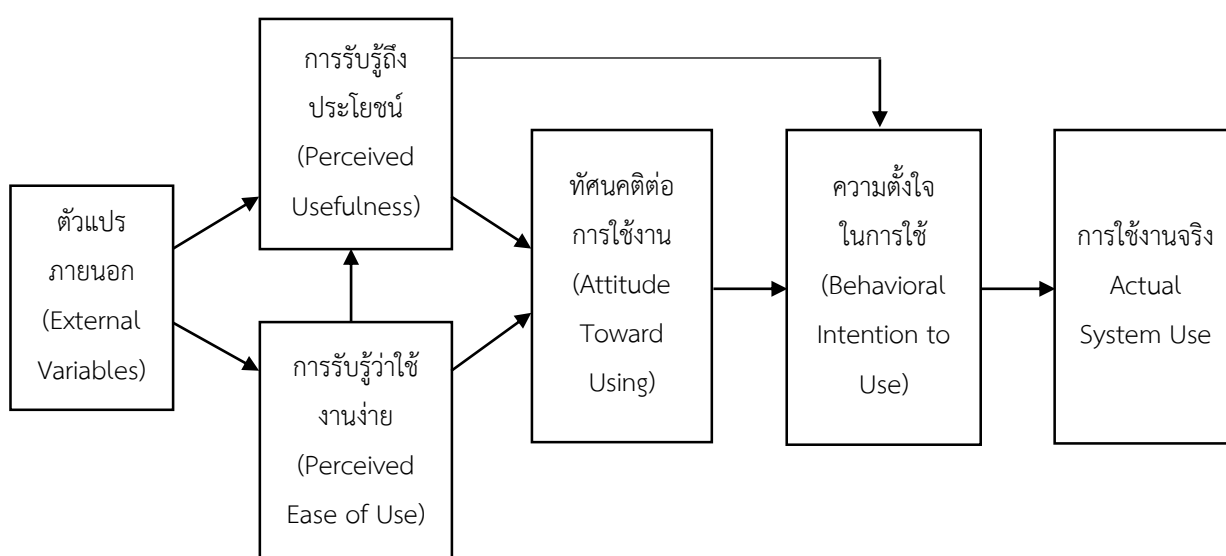 ตัวแปร
ภายนอก
(External
Variables)
การรับรู้ถึง
ประโยชน์
(Perceived
Usefulness)
การรับรู้ว่าใช้
งานง่าย
(Perceived
Ease of Use)
ทัศนคติต่อ
การใช้งาน
(Attitude
Toward
Using)
ความตั้งใจ
ในการใช้
(Behavioral
Intention to
Use)
การใช้งานจริง
Actual
System Use